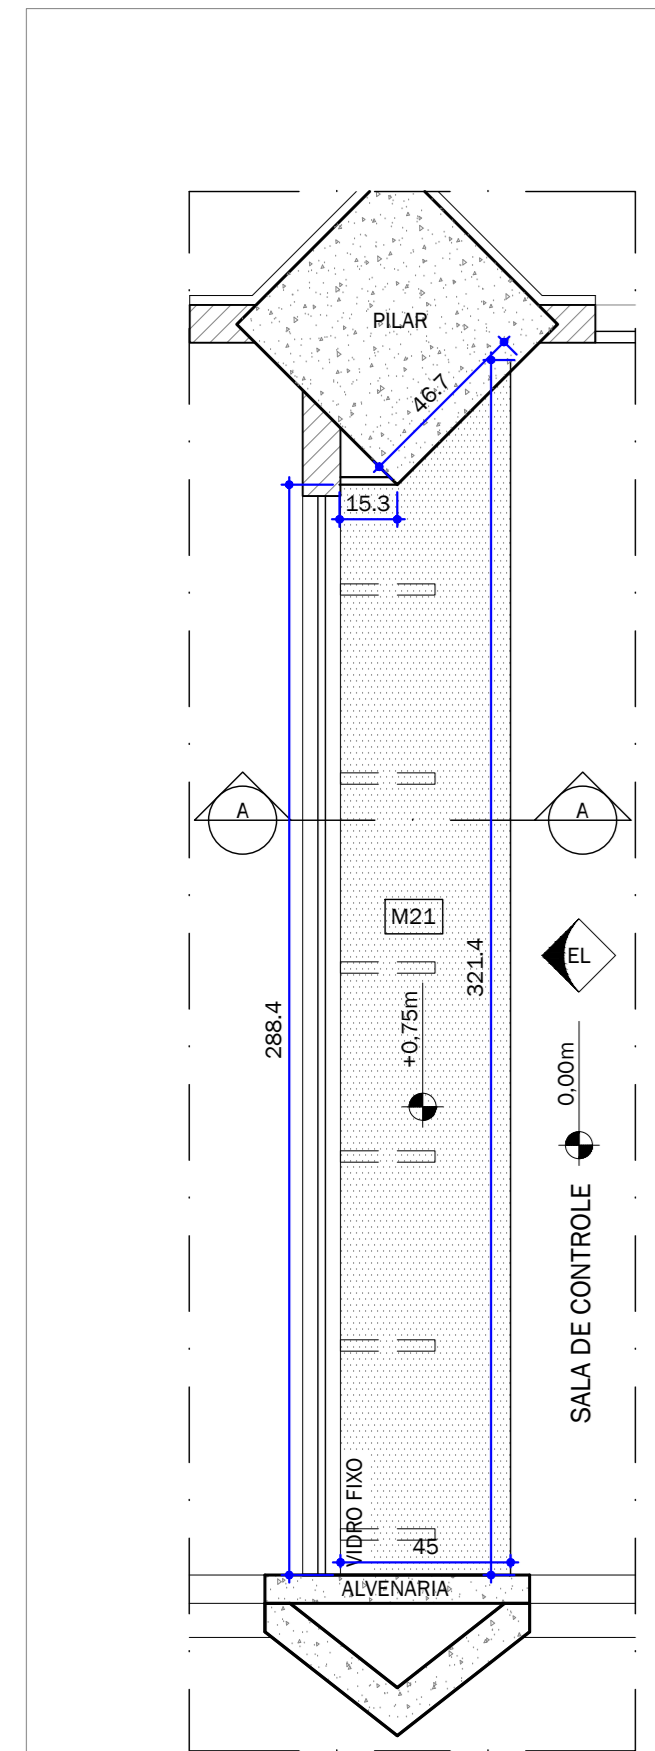 PILAR
46.7
15.3
A
A
M21
321.4
EL
288.4
+0,75m
0,00m
SALA DE CONTROLE
VIDRO FIXO
45
ALVENARIA